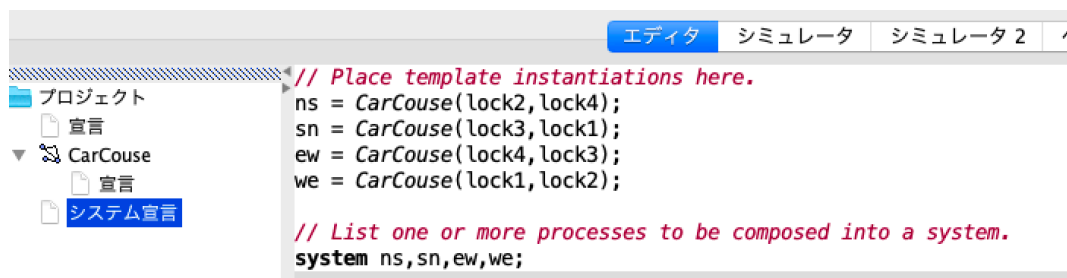 エディタ シミュレータ シミュレータ 2
プロジェクト
宣言
CarCouse
宣言
システム宣言
// Place template instantiations here.
ns = CarCouse(lock2,lock4);
sn = CarCouse(lock3,lock1);
ew = CarCouse(lock4,lock3);
we = CarCouse(lock1,lock2);
// List one or more processes to be composed into a system.
system ns,sn,ew,we;